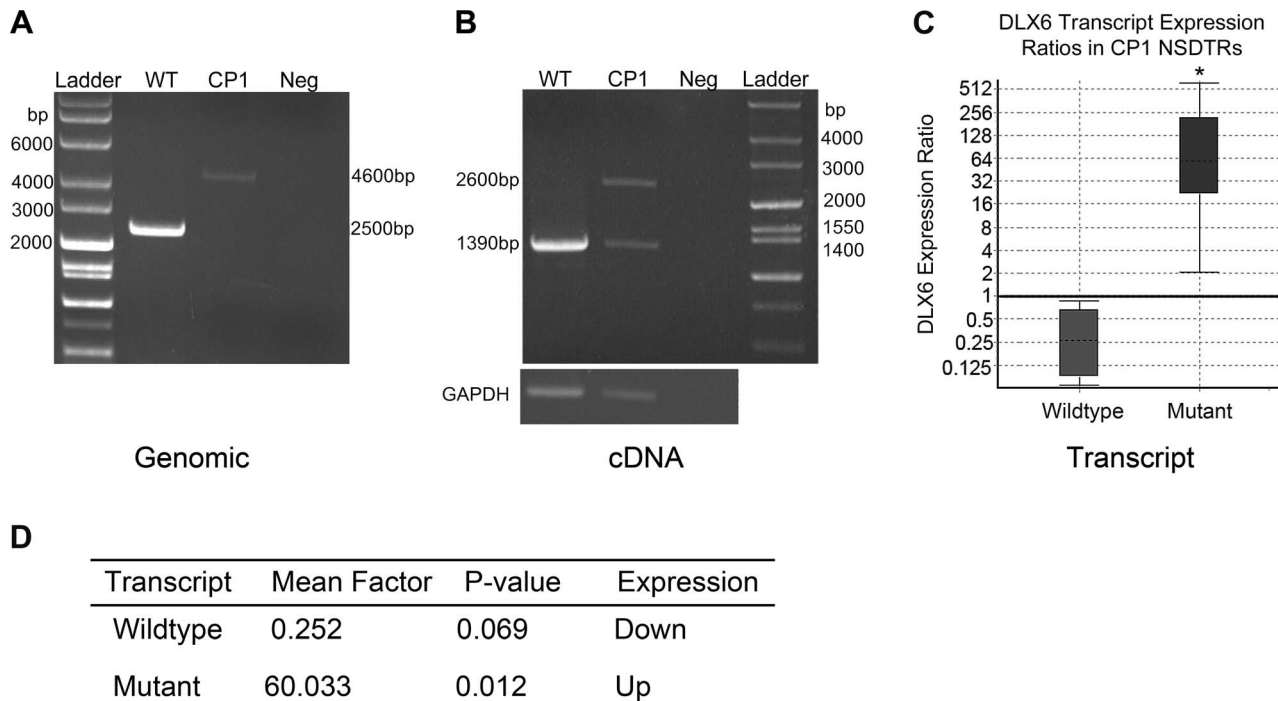 A
Ladder WT CP1 Neg
bp
6000
4000
3000
2000
4600bp
2500bp
Genomic
B
WT CP1 Neg Ladder
2600bp
1390bp
bp
4000
3000
2000
1550
1400
GAPDH
cDNA
C
DLX6 Transcript Expression
Ratios in CP1 NSDTRs
*
DLX6 Expression Ratio
512
256
128
64
32
16
8
4
2
1
0.5
0.25
0.125
Wildtype Mutant
Transcript
D
Transcript Mean Factor P-value Expression
Wildtype 0.252 0.069 Down
Mutant 60.033 0.012 Up